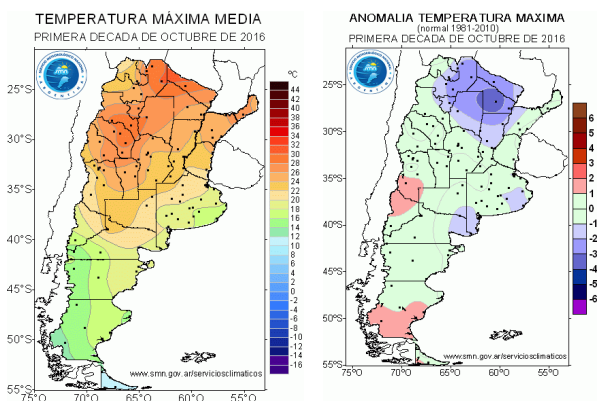 TEMPERATURA MÁXIMA MEDIA
PRIMERA DECADA DE OCTUBRE DE 2016
smn
ºC
44
42
40
38
36
34
32
30
28
26
24
22
20
18
16
14
12
10
8
6
4
2
0
-2
-4
-6
-8
-10
-12
-14
-16
25°S
30°S
35°S
40°S
45°S
50°S
55°S
75°W
70°W
65°W
60°W
55°W
www.smn.gov.ar/serviciosclimaticos
ANOMALIA TEMPERATURA MAXIMA
(normal 1981-2010)
PRIMERA DECADA DE OCTUBRE DE 2016
smn
6
5
4
3
2
1
-1
-2
-3
-4
-5
-6
25°S
30°S
35°S
40°S
45°S
50°S
55°S
75°W
70°W
65°W
60°W
55°W
www.smn.gov.ar/serviciosclimaticos